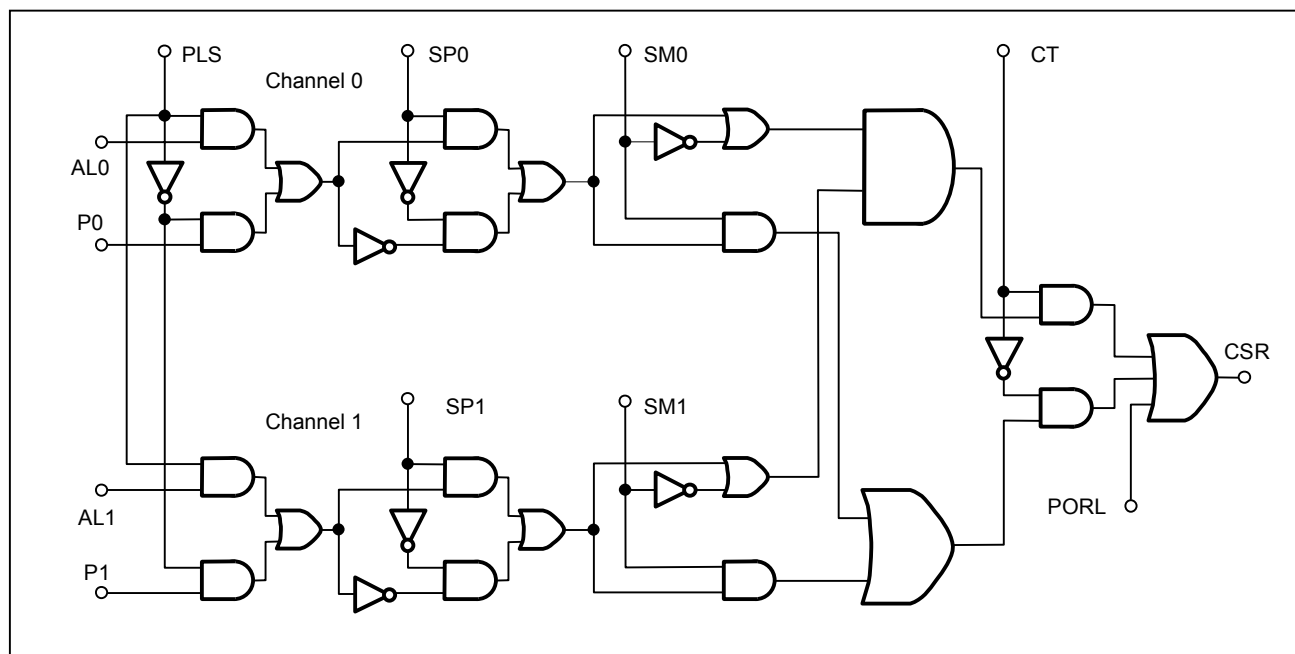 PLS
SP0
SM0
CT
Channel 0
AL0
P0
CSR
SP1
SM1
Channel 1
AL1
PORL
P1